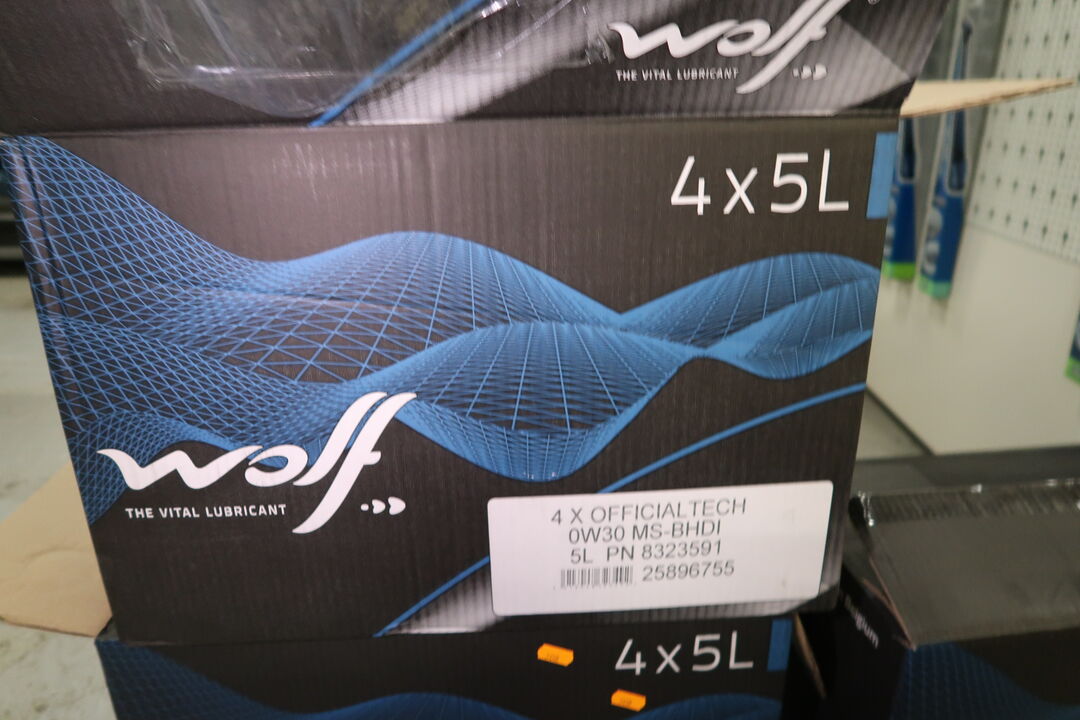 wolf
THE VITAL LUBRICANT
4x5L
wolf
THE VITAL LUBRICANT
4 X OFFICIALTECH
0W30 MS-BHDI
5L PN 8323591
25896755
4x5L